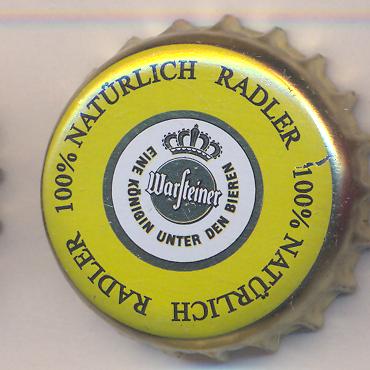 100% NATÜRLICH RADLER
100% NATÜRLICH RADLER
Warsteiner
EINE KÖNIGIN UNTER DEN BIEREN